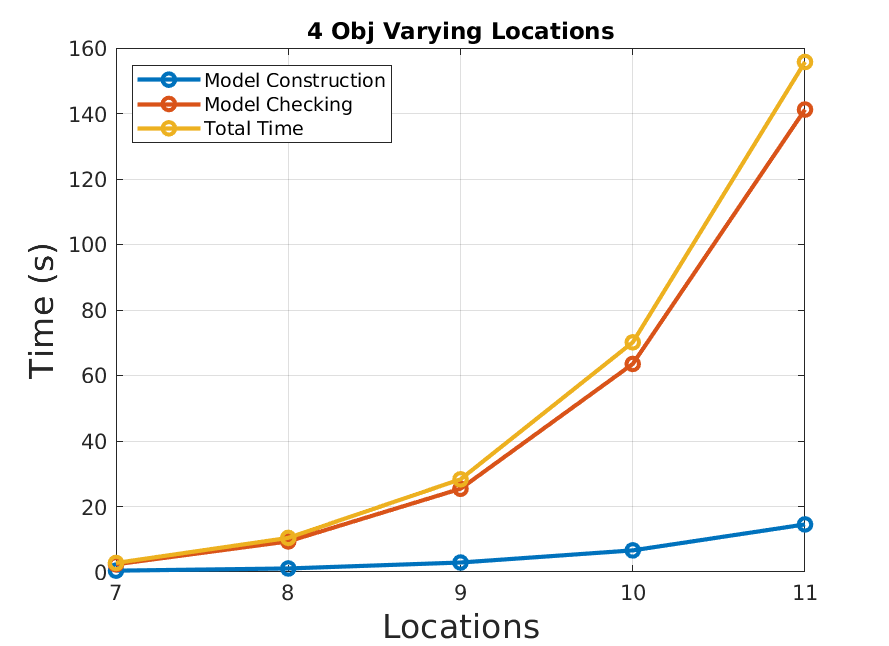 4 Obj Varying Locations
Model Construction
Model Checking
Total Time
160
140
120
100
80
60
40
20
0
Time (s)
7 8 9 10 11
Locations